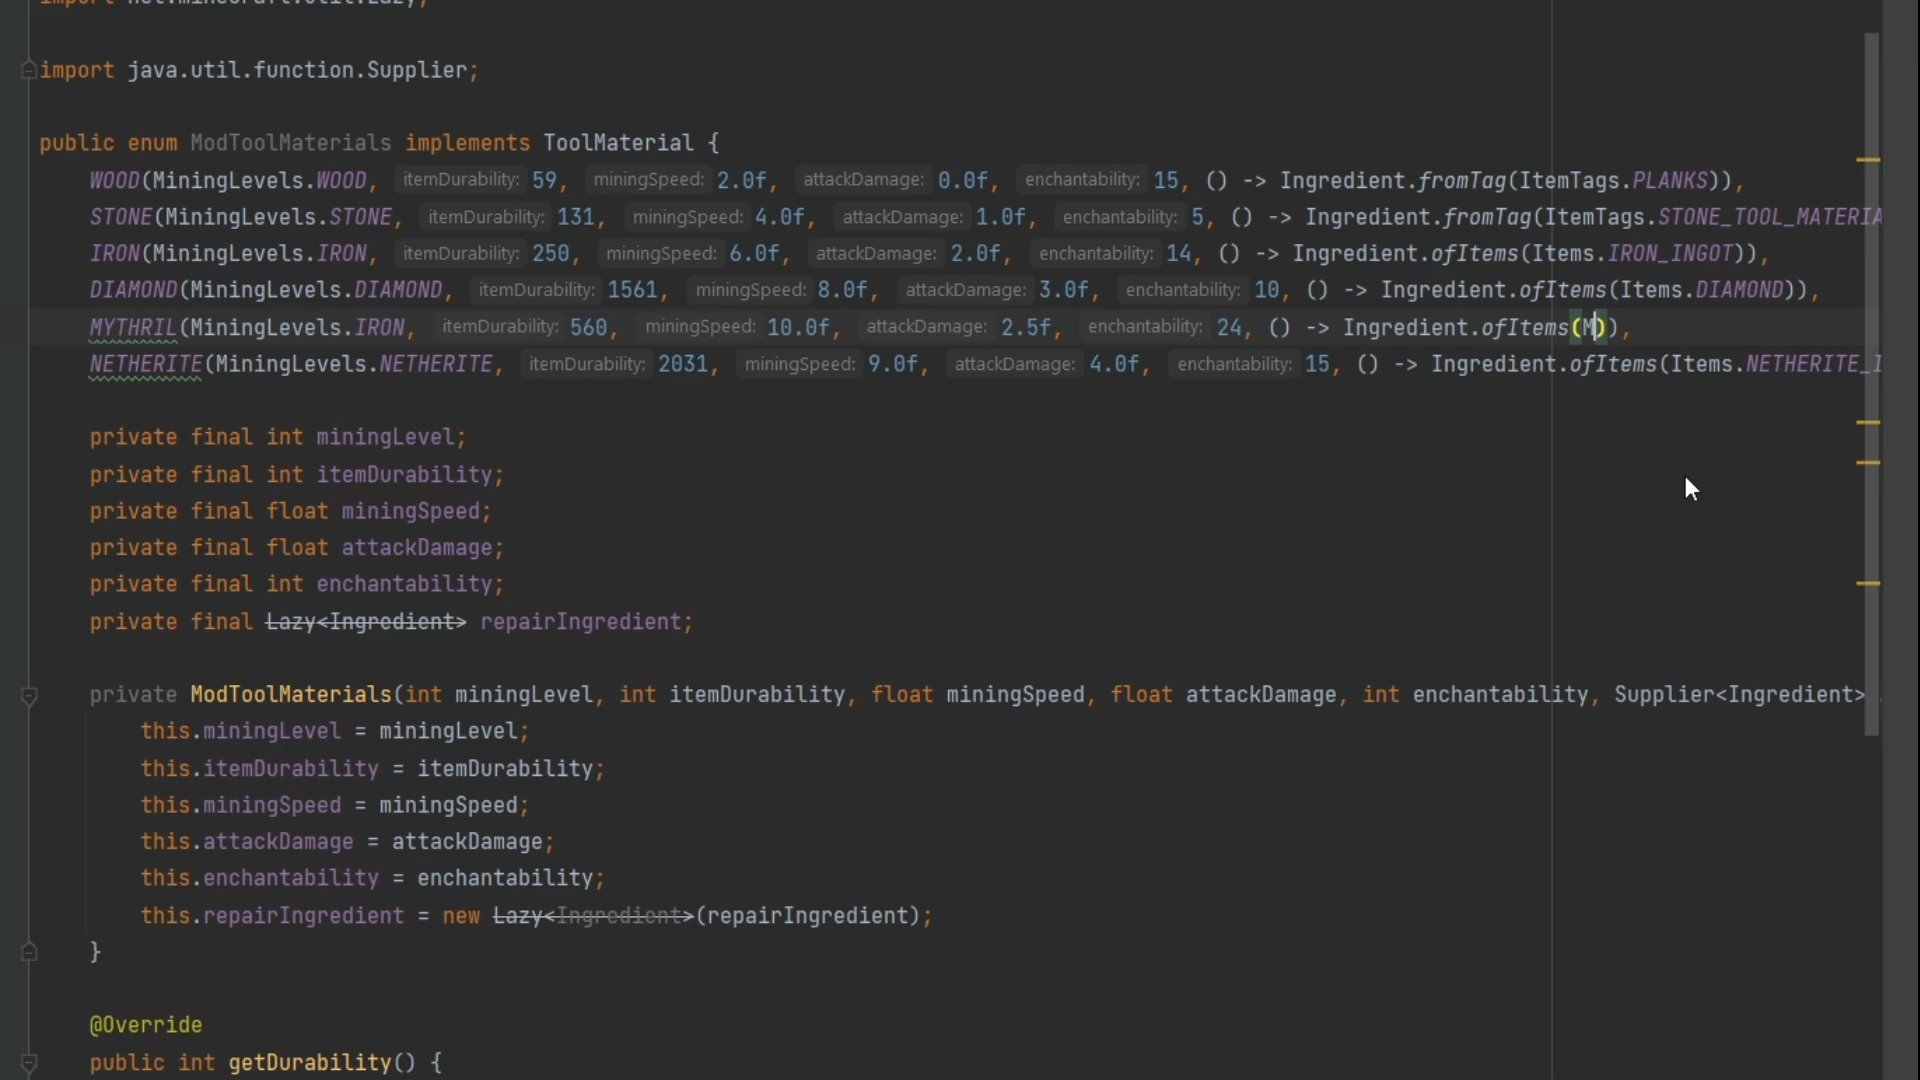 import net.minecraft.util.Lazy;
import java.util.function.Supplier;
public enum ModToolMaterials implements ToolMaterial {
WOOD(MiningLevels.WOOD, itemDurability: 59, miningSpeed: 2.0f, attackDamage: 0.0f, enchantability: 15, () -> Ingredient.fromTag(ItemTags.PLANKS)),
STONE(MiningLevels.STONE, itemDurability: 131, miningSpeed: 4.0f, attackDamage: 1.0f, enchantability: 5, () -> Ingredient.fromTag(ItemTags.STONE_TOOL_MATERIA
IRON(MiningLevels.IRON, itemDurability: 250, miningSpeed: 6.0f, attackDamage: 2.0f, enchantability: 14, () -> Ingredient.ofItems(Items.IRON_INGOT)),
DIAMOND(MiningLevels.DIAMOND, itemDurability: 1561, miningSpeed: 8.0f, attackDamage: 3.0f, enchantability: 10, () -> Ingredient.ofItems(Items.DIAMOND)),
MYTHRIL(MiningLevels.IRON, itemDurability: 560, miningSpeed: 10.0f, attackDamage: 2.5f, enchantability: 24, () -> Ingredient.ofItems(M)),
NETHERITE(MiningLevels.NETHERITE, itemDurability: 2031, miningSpeed: 9.0f, attackDamage: 4.0f, enchantability: 15, () -> Ingredient.ofItems(Items.NETHERITE_I
private final int miningLevel;
private final int itemDurability;
private final float miningSpeed;
private final float attackDamage;
private final int enchantability;
private final Lazy<Ingredient> repairIngredient;
private ModToolMaterials(int miningLevel, int itemDurability, float miningSpeed, float attackDamage, int enchantability, Supplier<Ingredient>
this.miningLevel = miningLevel;
this.itemDurability = itemDurability;
this.miningSpeed = miningSpeed;
this.attackDamage = attackDamage;
this.enchantability = enchantability;
this.repairIngredient = new Lazy<Ingredient>(repairIngredient);
}
@Override
public int getDurability() {